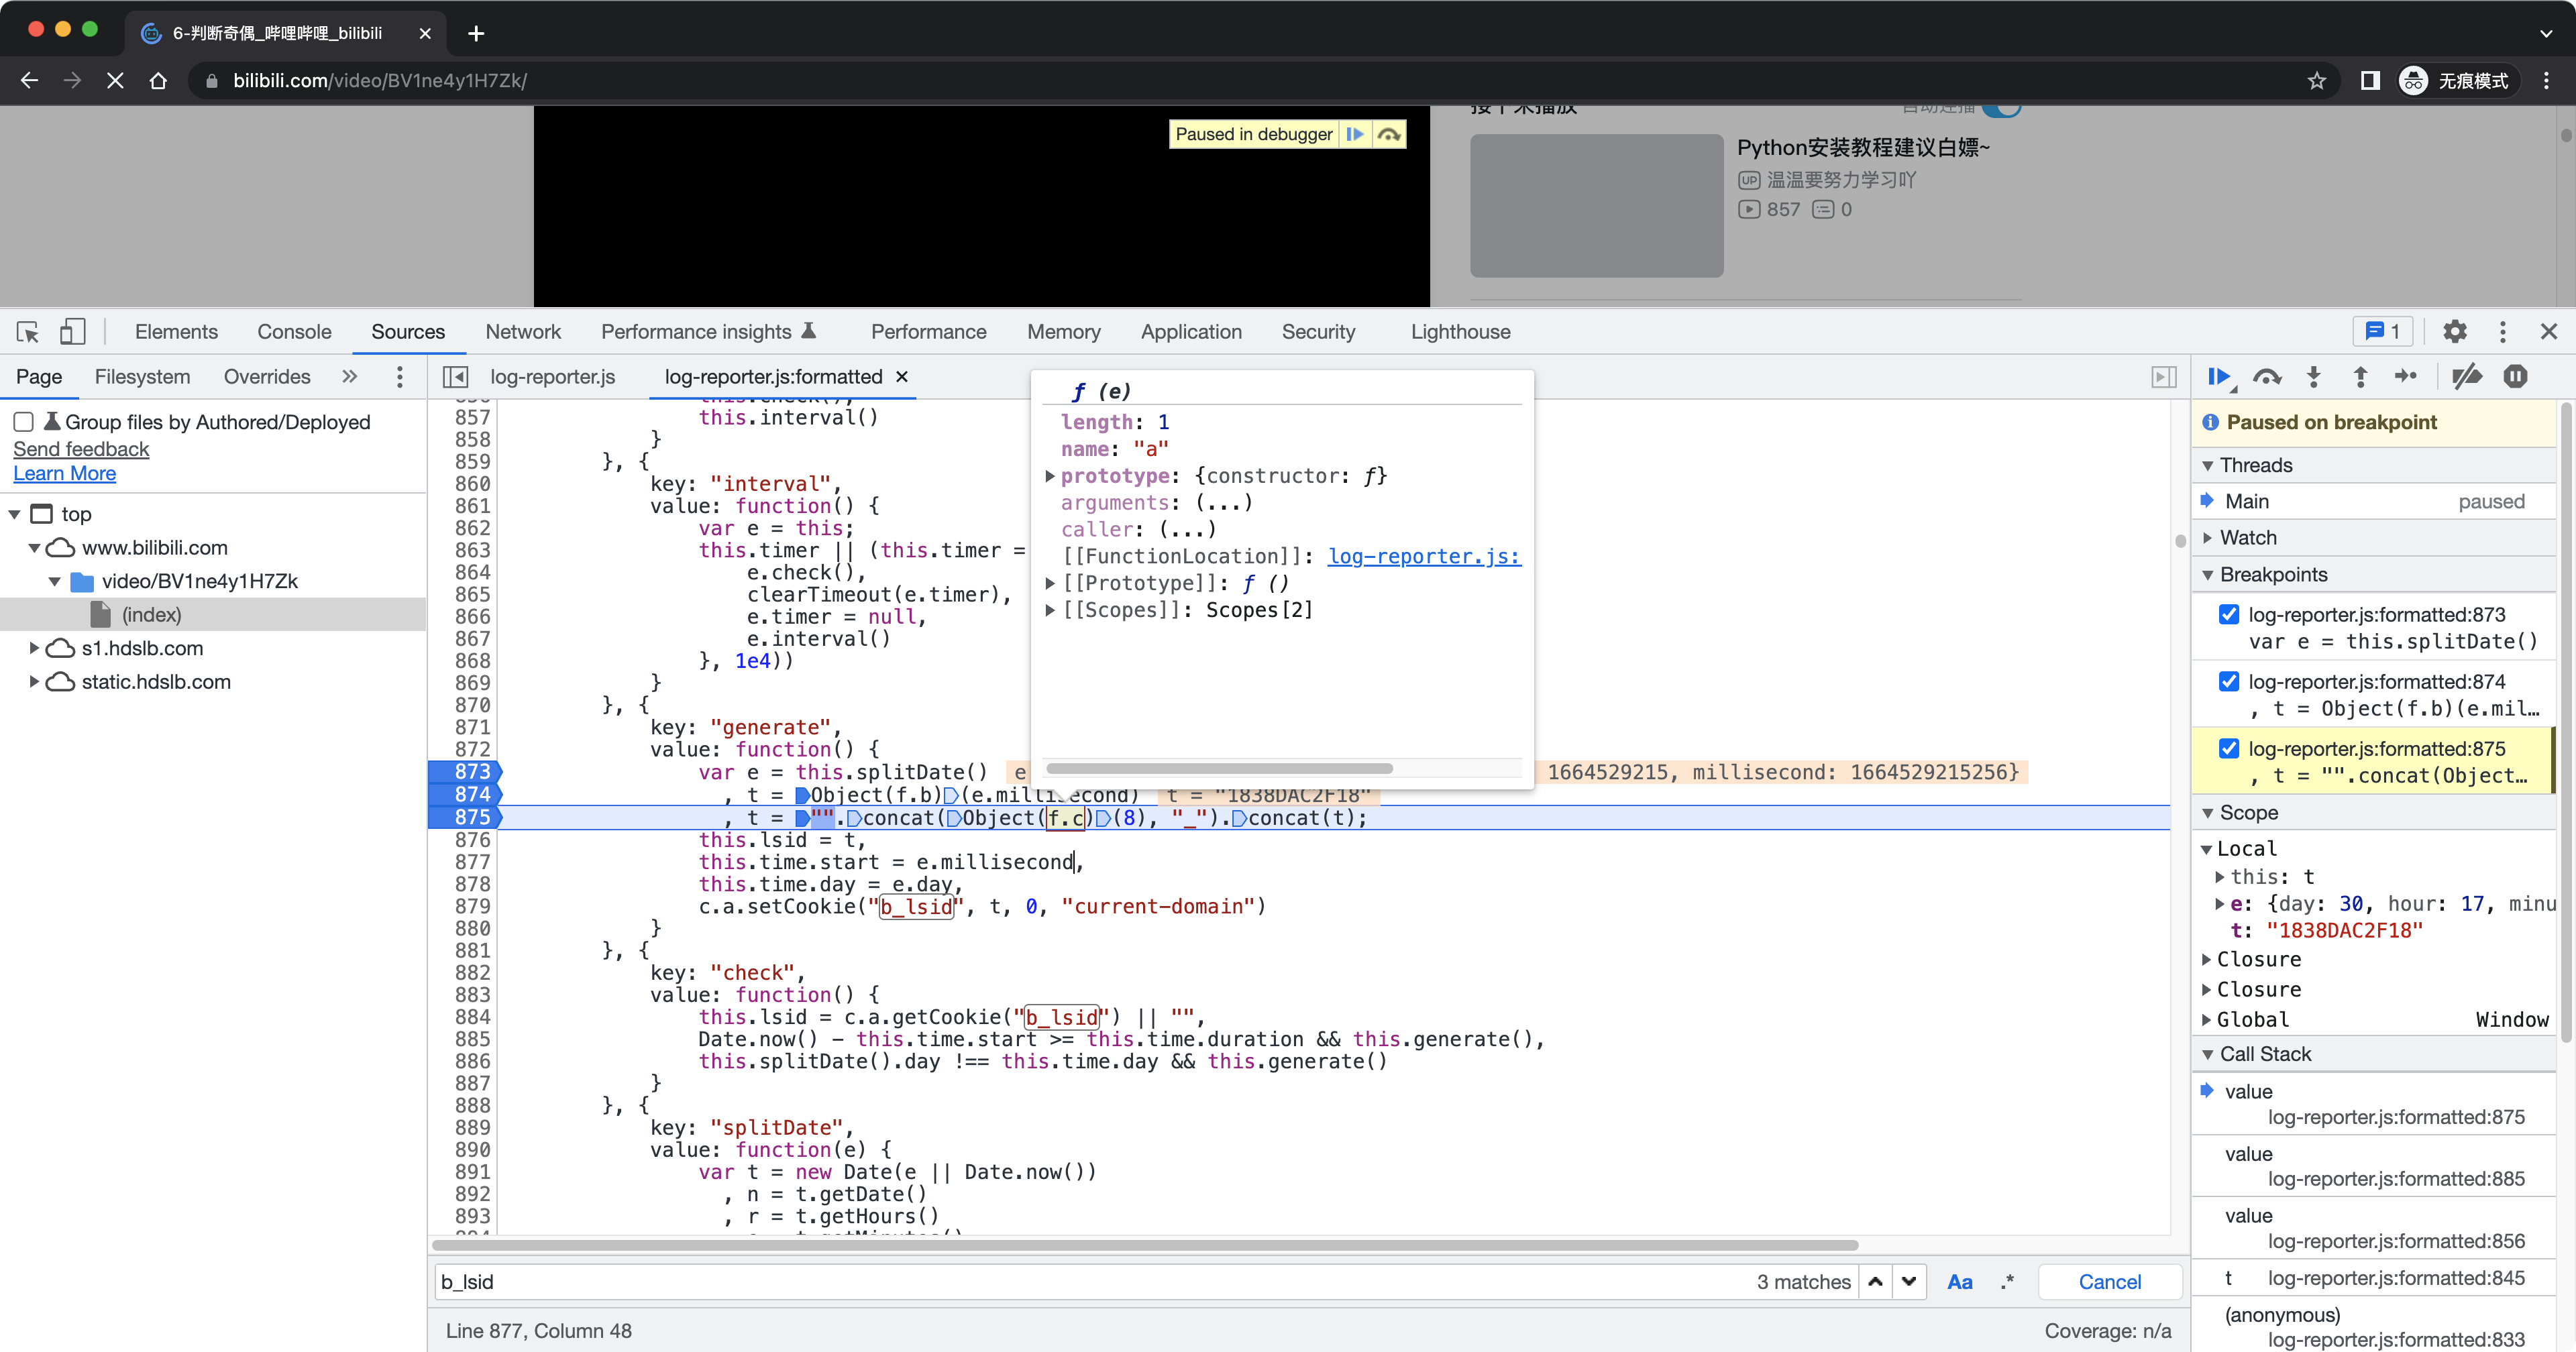 6-判断奇偶_哔哩哔哩_bilibili
bilibili.com/video/BV1ne4y1H7Zk/
无痕模式
Paused in debugger
接下来播放
自动连播
Python安装教程建议白嫖~
UP 温温要努力学习吖
857 0
Elements Console Sources Network Performance insights Performance Memory Application Security Lighthouse 1
Page Filesystem Overrides »
log-reporter.js log-reporter.js:formatted
Group files by Authored/Deployed
Send feedback
Learn More
top
www.bilibili.com
video/BV1ne4y1H7Zk
(index)
s1.hdslb.com
static.hdslb.com
856 this.check(),
857 this.interval()
858 }
859 }, {
860 key: "interval",
861 value: function() {
862 var e = this;
863 this.timer || (this.timer =
864 e.check(),
865 clearTimeout(e.timer),
866 e.timer = null,
867 e.interval()
868 }, 1e4))
869 }
870 }, {
871 key: "generate",
872 value: function() {
873 var e = this.splitDate() e 1664529215, millisecond: 1664529215256}
874 , t = Object(f.b)(e.millisecond) t = "1838DAC2F18"
875 , t = "".concat(Object(f.c)(8), "_").concat(t);
876 this.lsid = t,
877 this.time.start = e.millisecond,
878 this.time.day = e.day,
879 c.a.setCookie("b_lsid", t, 0, "current-domain")
880 }
881 }, {
882 key: "check",
883 value: function() {
884 this.lsid = c.a.getCookie("b_lsid") || "",
885 Date.now() - this.time.start >= this.time.duration && this.generate(),
886 this.splitDate().day !== this.time.day && this.generate()
887 }
888 }, {
889 key: "splitDate",
890 value: function(e) {
891 var t = new Date(e || Date.now())
892 , n = t.getDate()
893 , r = t.getHours()
ƒ (e)
length: 1
name: "a"
prototype: {constructor: ƒ}
arguments: (...)
caller: (...)
[[FunctionLocation]]: log-reporter.js:
[[Prototype]]: ƒ ()
[[Scopes]]: Scopes[2]
b_lsid 3 matches Aa .* Cancel
Line 877, Column 48 Coverage: n/a
Paused on breakpoint
Threads
Main paused
Watch
Breakpoints
log-reporter.js:formatted:873
var e = this.splitDate()
log-reporter.js:formatted:874
, t = Object(f.b)(e.mil…
log-reporter.js:formatted:875
, t = "".concat(Object…
Scope
Local
this: t
e: {day: 30, hour: 17, minu
t: "1838DAC2F18"
Closure
Closure
Global Window
Call Stack
value
log-reporter.js:formatted:875
value
log-reporter.js:formatted:885
value
log-reporter.js:formatted:856
t log-reporter.js:formatted:845
(anonymous)
log-reporter.js:formatted:833